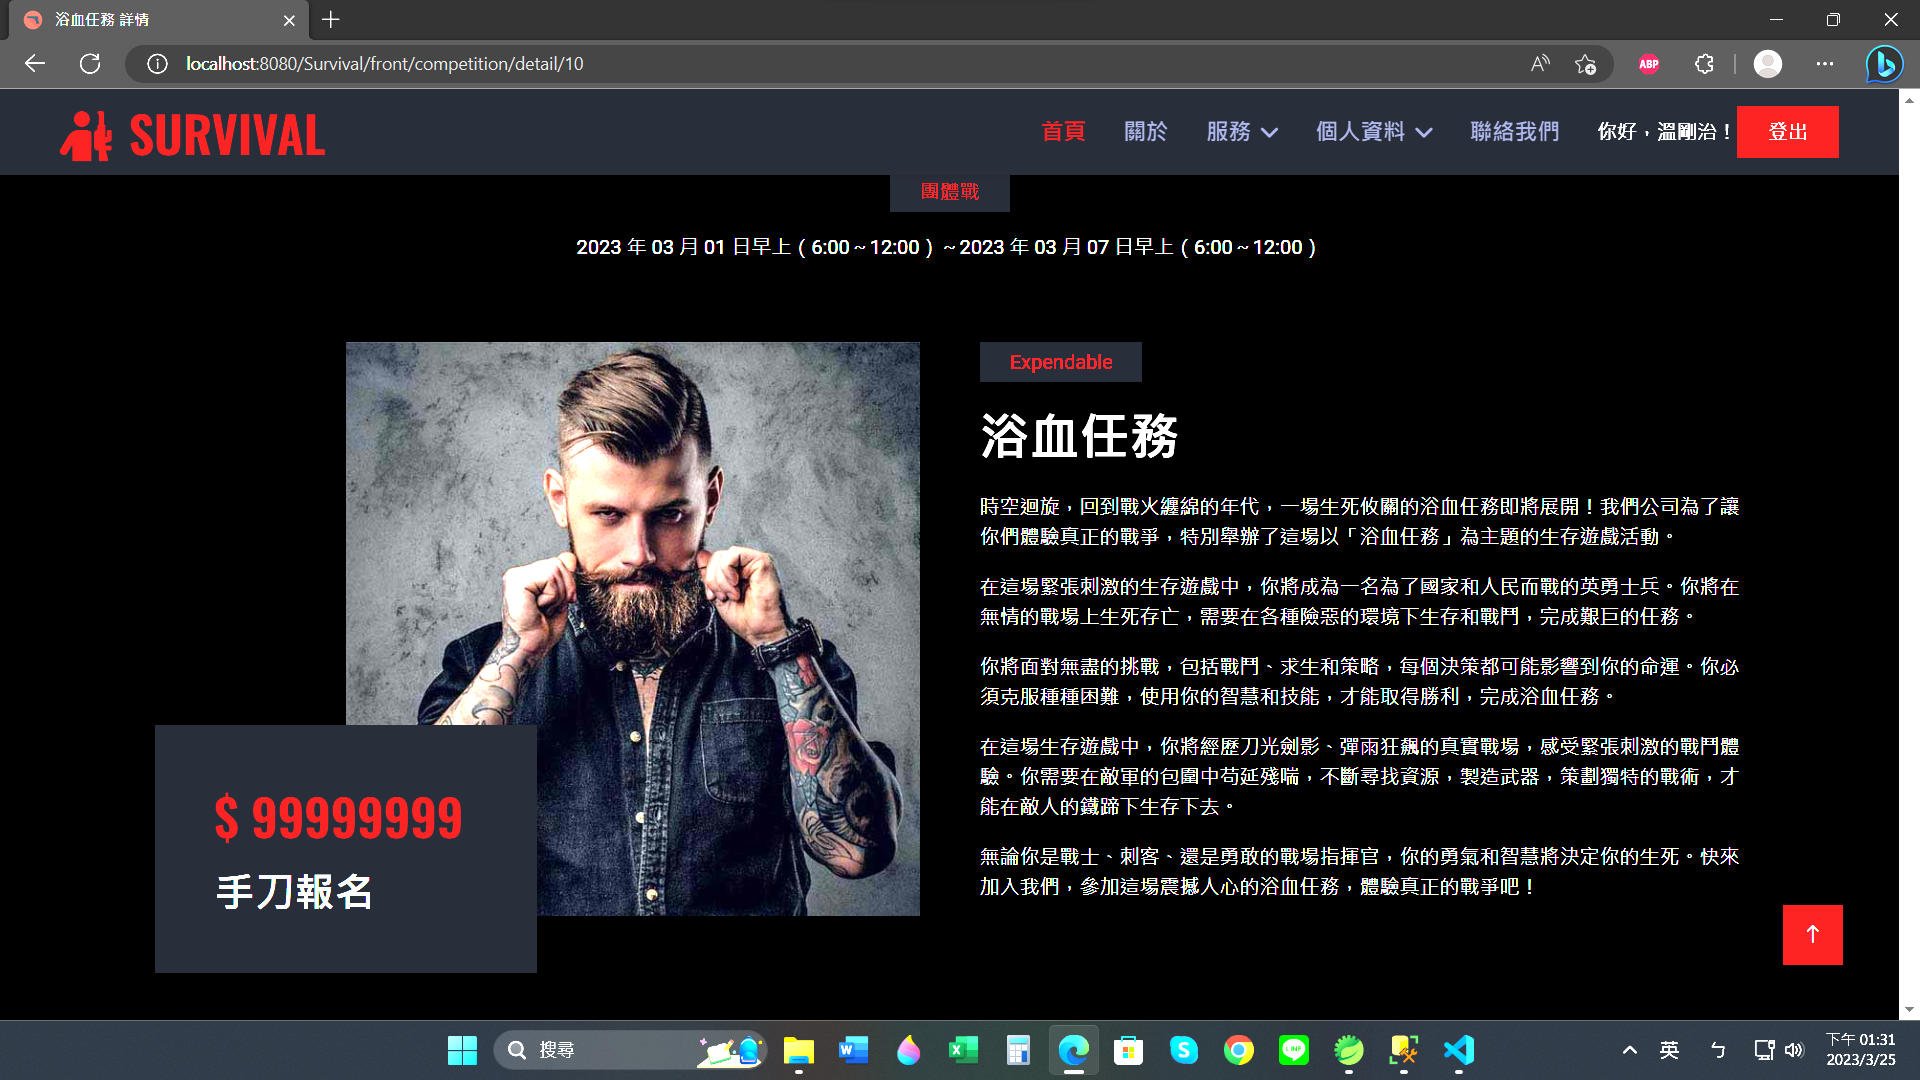 浴血任務 詳情
localhost:8080/Survival/front/competition/detail/10
ABP
SURVIVAL
首頁
關於
服務
個人資料
聯絡我們
你好，溫剛治！
登出
團體戰
2023 年 03 月 01 日早上 ( 6:00 ~ 12:00 ) ~ 2023 年 03 月 07 日早上 ( 6:00 ~ 12:00 )
Expendable
浴血任務
時空迴旋，回到戰火纏綿的年代，一場生死攸關的浴血任務即將展開！我們公司為了讓
你們體驗真正的戰爭，特別舉辦了這場以「浴血任務」為主題的生存遊戲活動。
在這場緊張刺激的生存遊戲中，你將成為一名為了國家和人民而戰的英勇士兵。你將在
無情的戰場上生死存亡，需要在各種險惡的環境下生存和戰鬥，完成艱巨的任務。
你將面對無盡的挑戰，包括戰鬥、求生和策略，每個決策都可能影響到你的命運。你必
須克服種種困難，使用你的智慧和技能，才能取得勝利，完成浴血任務。
在這場生存遊戲中，你將經歷刀光劍影、彈雨狂飆的真實戰場，感受緊張刺激的戰鬥體
驗。你需要在敵軍的包圍中苟延殘喘，不斷尋找資源，製造武器，策劃獨特的戰術，才
能在敵人的鐵蹄下生存下去。
無論你是戰士、刺客、還是勇敢的戰場指揮官，你的勇氣和智慧將決定你的生死。快來
加入我們，參加這場震撼人心的浴血任務，體驗真正的戰爭吧！
$ 99999999
手刀報名
搜尋
英
ㄅ
下午 01:31
2023/3/25